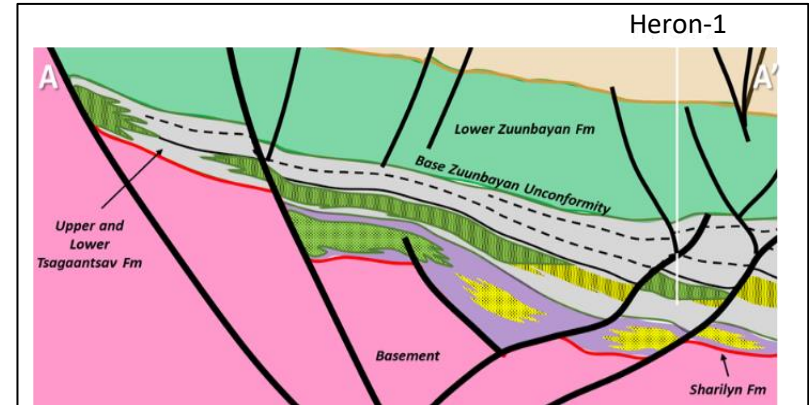 Heron-1
A
A'
Lower Zuunbayan Fm
Base Zuunbayan Unconformity
Upper and
Lower
Tsagaantsav Fm
Basement
Sharilyn Fm